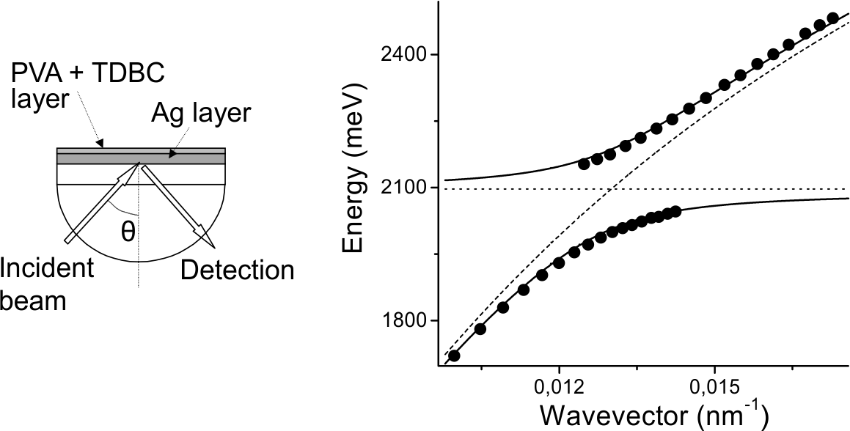 PVA + TDBC
layer
Ag layer
θ
Incident
beam
Detection
Energy (meV)
2400
2100
1800
0,012
0,015
Wavevector (nm⁻¹)